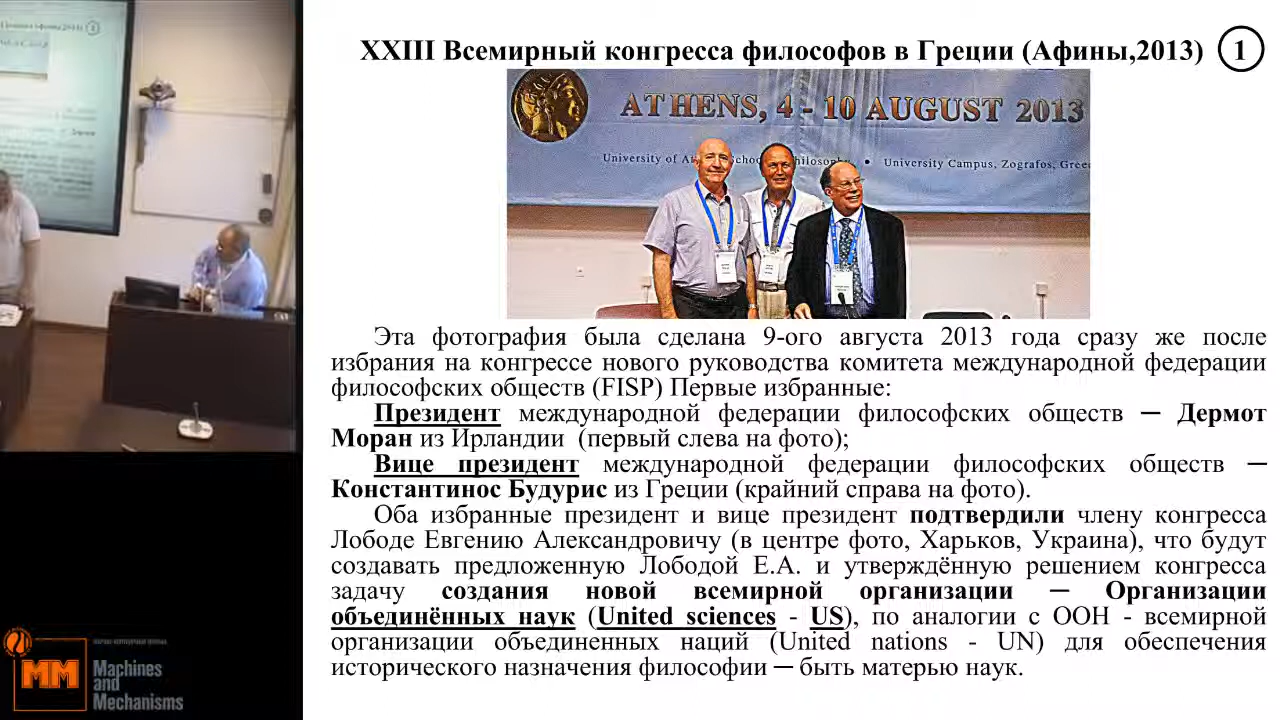 XXIII Всемирный конгресса философов в Греции (Афины,2013) 1
ATHENS, 4 - 10 AUGUST 2013
University of
Philosophy • University Campus, Zografos,
Эта фотография была сделана 9-ого августа 2013 года сразу же после
избрания на конгрессе нового руководства комитета международной федерации
философских обществ (FISP) Первые избранные:
Президент международной федерации философских обществ — Дермот
Моран из Ирландии (первый слева на фото);
Вице президент международной федерации философских обществ —
Константинос Будурис из Греции (крайний справа на фото).
Оба избранные президент и вице президент подтвердили члену конгресса
Лободе Евгению Александровичу (в центре фото, Харьков, Украина), что будут
создавать предложенную Лободой Е.А. и утверждённую решением конгресса
задачу создания новой всемирной организации — Организации
объединённых наук (United sciences - US), по аналогии с ООН - всемирной
организации объединенных наций (United nations - UN) для обеспечения
исторического назначения философии — быть матерью наук.
MM
Machines
and
Mechanisms